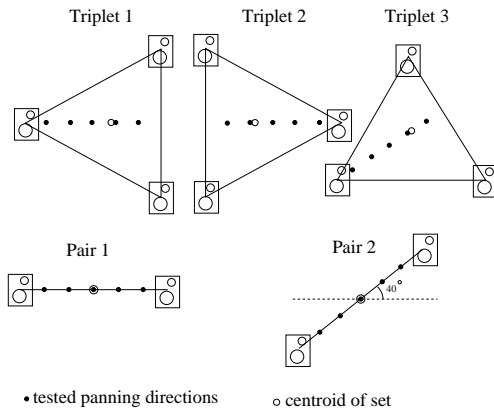 Triplet 1
Triplet 2
Triplet 3
Pair 1
Pair 2
40°
tested panning directions
centroid of set